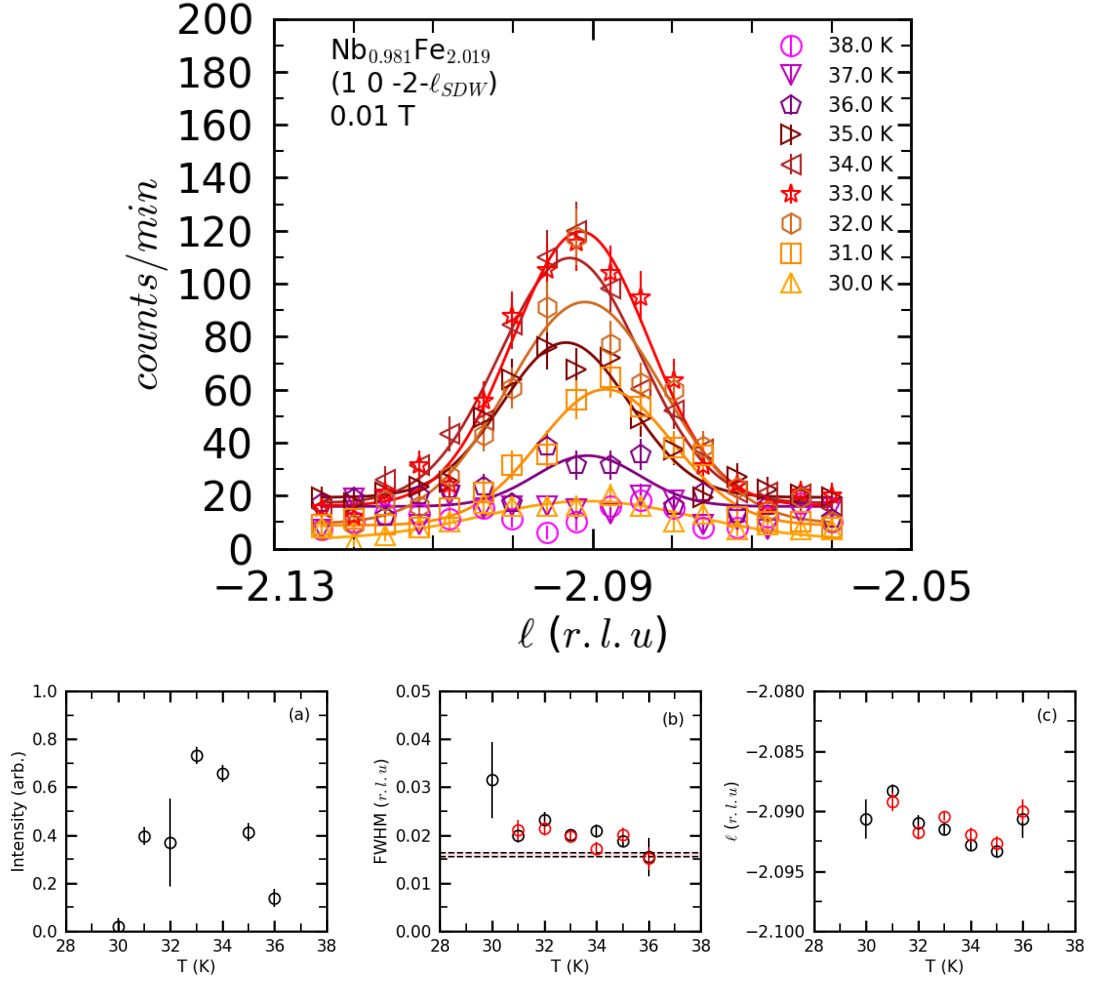 200
180
160
140
120
100
80
60
40
20
0
counts/min
Nb0.981Fe2.019
(1 0 -2-ℓSDW)
0.01 T
38.0 K
37.0 K
36.0 K
35.0 K
34.0 K
33.0 K
32.0 K
31.0 K
30.0 K
−2.13 −2.09 −2.05
ℓ (r.l.u)
1.0
0.8
0.6
0.4
0.2
0.0
Intensity (arb.)
(a)
28 30 32 34 36 38
T (K)
0.05
0.04
0.03
0.02
0.01
0.00
FWHM (r.l.u)
(b)
28 30 32 34 36 38
T (K)
−2.080
−2.085
−2.090
−2.095
−2.100
ℓ (r.l.u)
(c)
28 30 32 34 36 38
T (K)